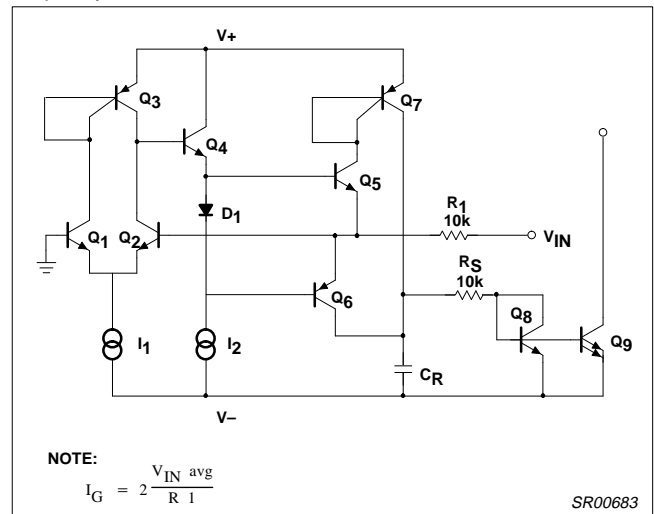 V+
Q3
Q7
Q4
Q5
D1
R1
10k
VIN
Q1
Q2
RS
10k
Q6
Q8
Q9
I1
I2
CR
V–
NOTE:
IG = 2 VIN avg / R 1
SR00683